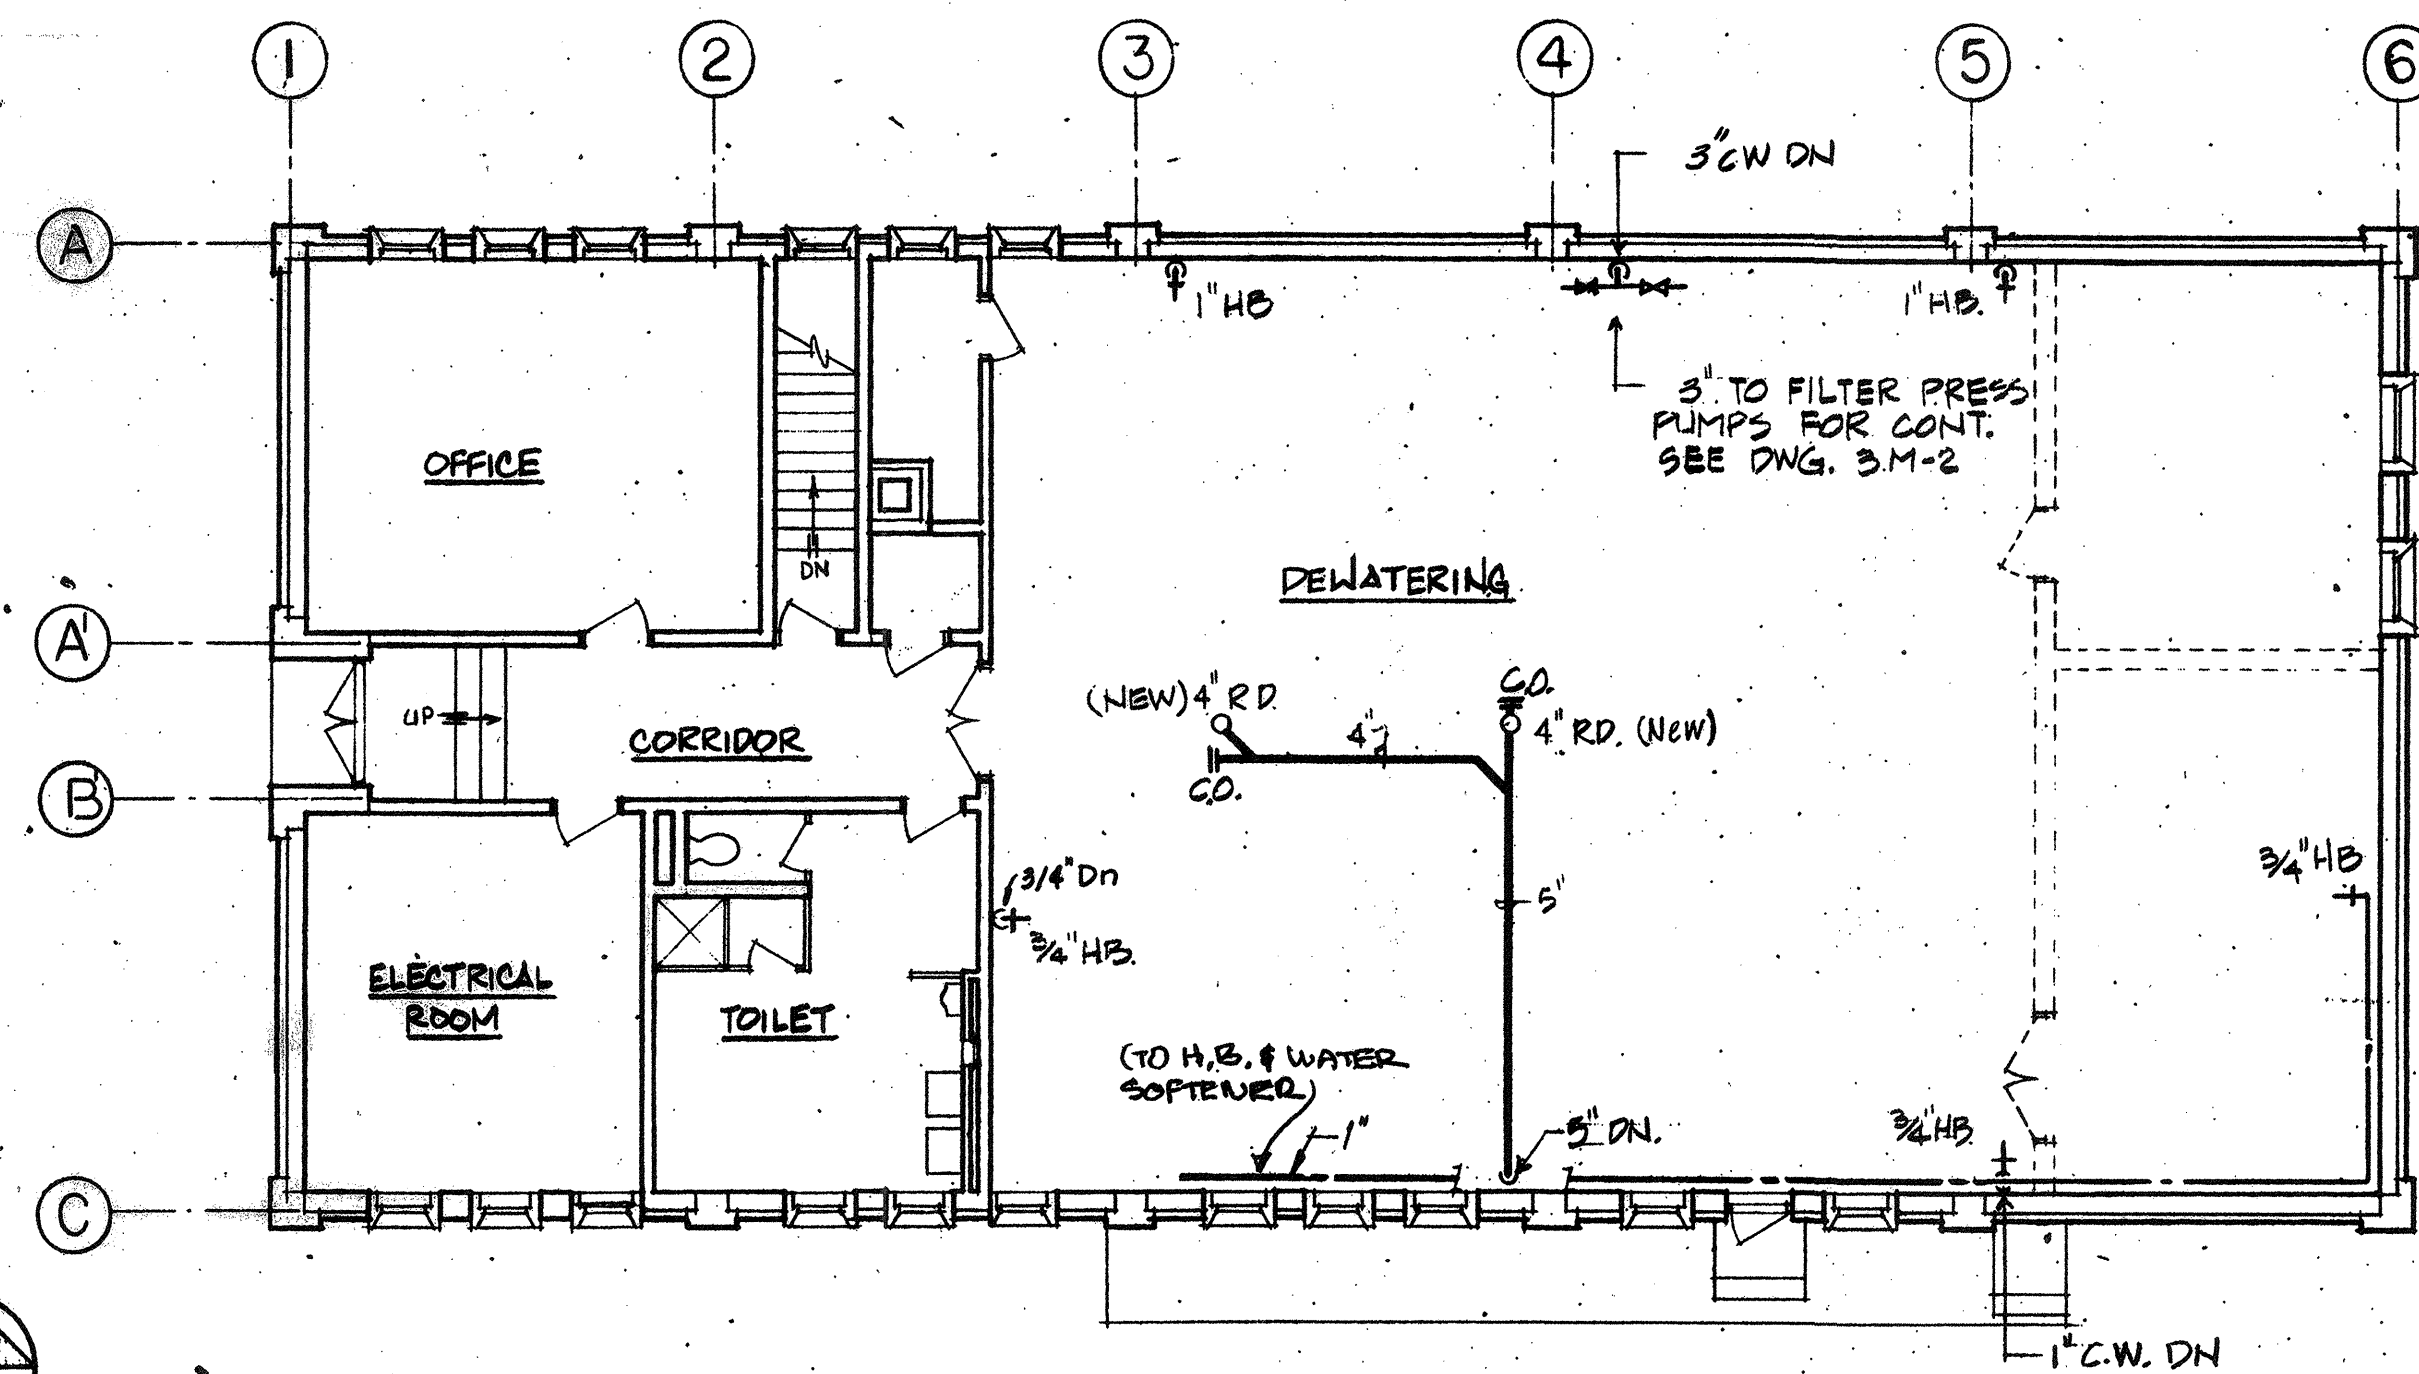 1 2 3 4 5 6
3" CW DN
A
1" HB
1" HB.
3" TO FILTER PRESS
PUMPS FOR CONT.
SEE DWG. 3.M-2
OFFICE
DN
DEWATERING
A'
(NEW) 4" RD
C.O.
4" RD. (NEW)
UP
CORRIDOR
4"
C.O.
B'
3/4" HB
3/4" Dn
5"
3/4" HB.
ELECTRICAL
ROOM
TOILET
(TO H.B. & WATER
SOFTENER)
1"
5" DN.
3/4" HB
C
1" C.W. DN